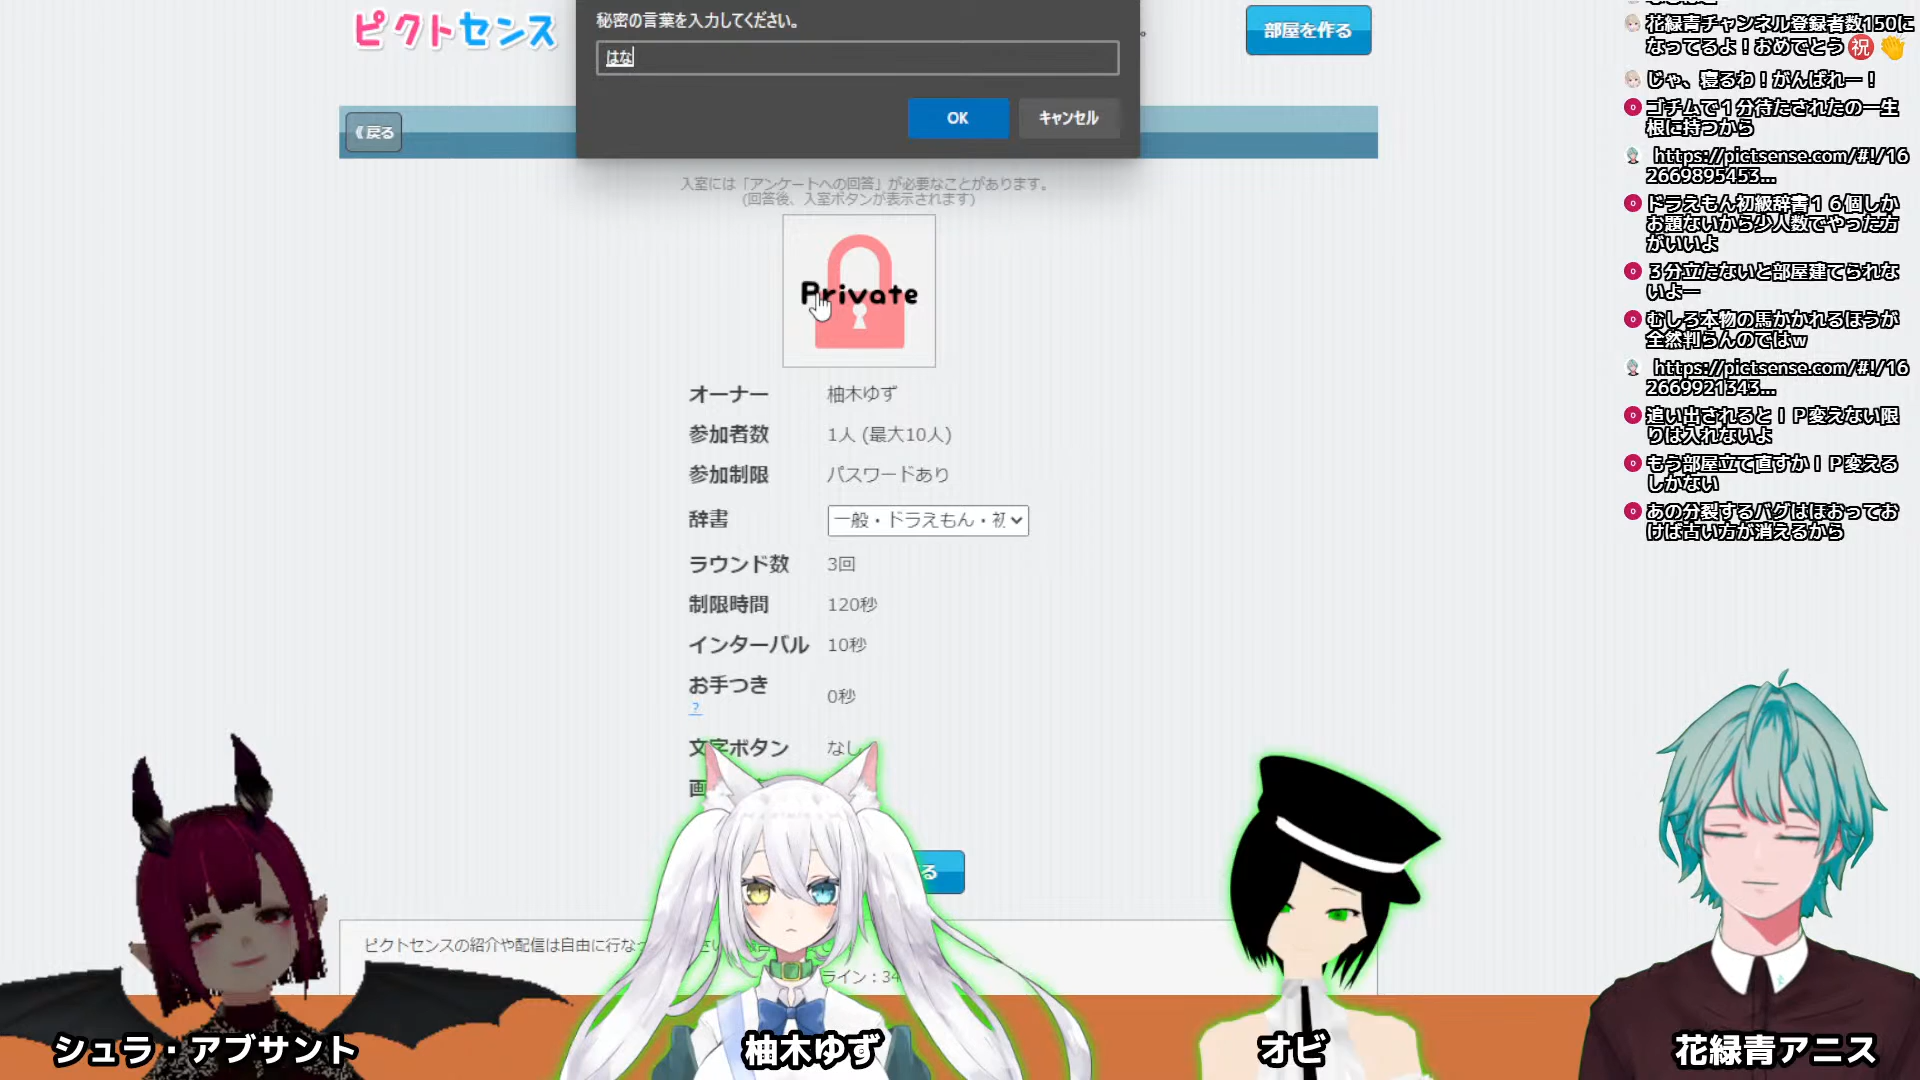 ピクトセンス
秘密の言葉を入力してください。
はな
OK
キャンセル
部屋を作る
《戻る
入室には「アンケートへの回答」が必要なことがあります。
(回答後、入室ボタンが表示されます)
Private
オーナー 柚木ゆず
参加者数 1人 (最大10人)
参加制限 パスワードあり
辞書 一般・ドラえもん・初
ラウンド数 3回
制限時間 120秒
インターバル 10秒
お手つき 0秒
?
文字ボタン なし
画
る
ピクトセンスの紹介や配信は自由に行な
ライン：34
花緑青チャンネル登録者数150に
なってるよ！おめでとう㊗👏
じゃ、寝るわ！がんばれー！
ゴチムで１分待たされたの一生
根に持つから
https://pictsense.com/#!/16
2669895453...
ドラえもん初級辞書１６個しか
お題ないから少人数でやった方
がいいよ
３分立たないと部屋建てられな
いよー
むしろ本物の馬かかれるほうが
全然判らんのではｗ
https://pictsense.com/#!/16
2669921343...
追い出されるとＩＰ変えない限
りは入れないよ
もう部屋立て直すかＩＰ変える
しかない
あの分裂するバグはほおってお
けば古い方が消えるから
シュラ・アブサント
柚木ゆず
オビ
花緑青アニス